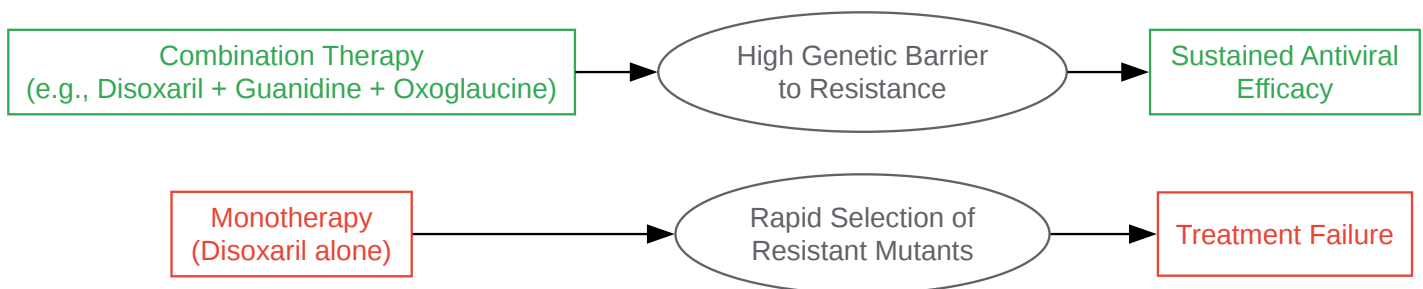 Combination Therapy
(e.g., Disoxaril + Guanidine + Oxoglaucine)
High Genetic Barrier
to Resistance
Sustained Antiviral
Efficacy
Monotherapy
(Disoxaril alone)
Rapid Selection of
Resistant Mutants
Treatment Failure